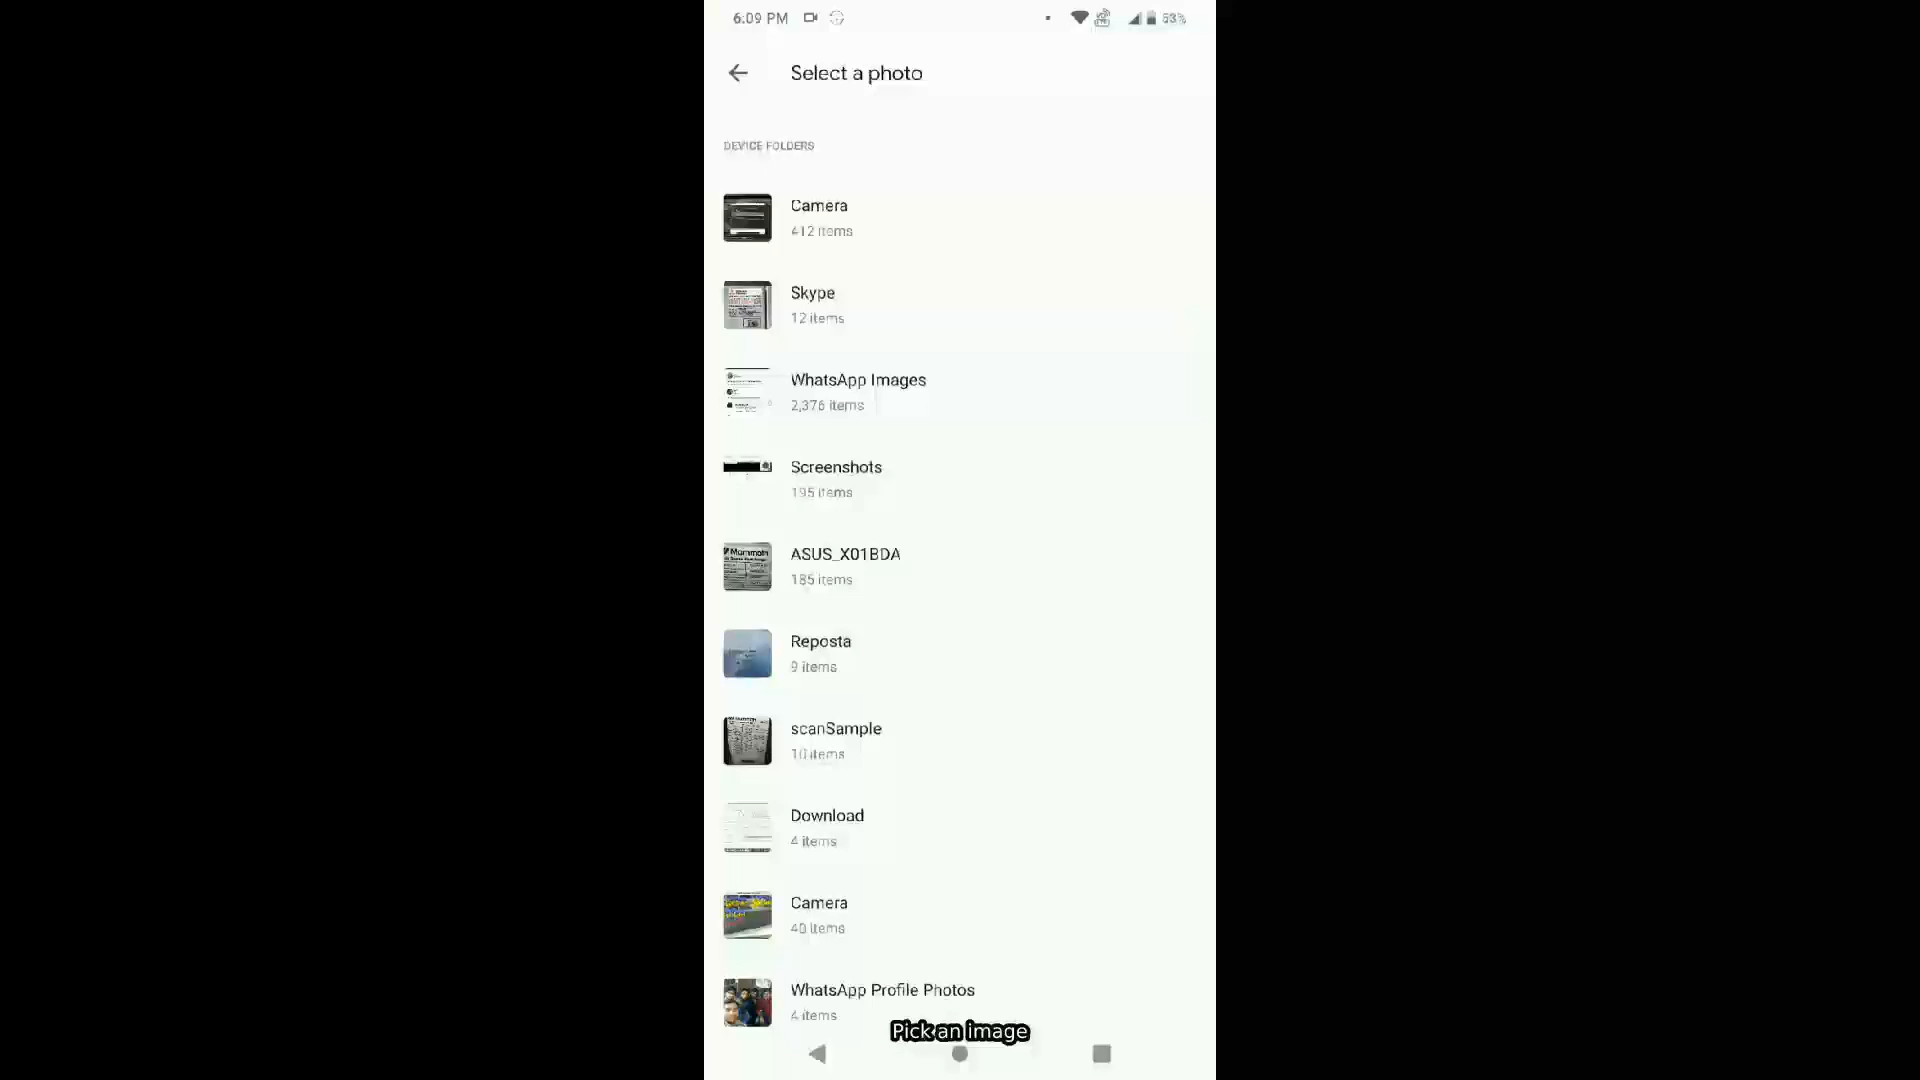 6:09 PM
53%
Select a photo
DEVICE FOLDERS
Camera
412 items
Skype
12 items
WhatsApp Images
2,376 items
Screenshots
195 items
ASUS_X01BDA
185 items
Reposta
9 items
scanSample
10 items
Download
4 items
Camera
40 items
WhatsApp Profile Photos
4 items
Pick an image